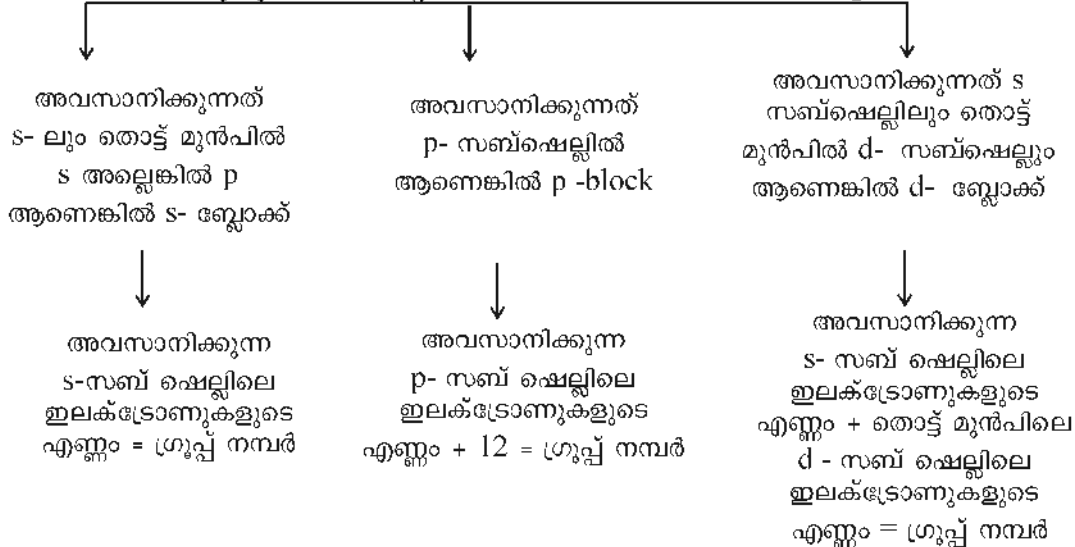 അവസാനിക്കുന്നത്
s- ലും തൊട്ട് മുൻപിൽ
s അല്ലെങ്കിൽ p
ആണെങ്കിൽ s- ബ്ലോക്ക്
അവസാനിക്കുന്ന
s-സബ് ഷെല്ലിലെ
ഇലക്ട്രോണുകളുടെ
എണ്ണം = ഗ്രൂപ്പ് നമ്പർ
അവസാനിക്കുന്നത്
p- സബ്ഷെല്ലിൽ
ആണെങ്കിൽ p -block
അവസാനിക്കുന്ന
p- സബ് ഷെല്ലിലെ
ഇലക്ട്രോണുകളുടെ
എണ്ണം + 12 = ഗ്രൂപ്പ് നമ്പർ
അവസാനിക്കുന്നത് s
സബ്ഷെല്ലിലും തൊട്ട്
മുൻപിൽ d- സബ്ഷെല്ലും
ആണെങ്കിൽ d- ബ്ലോക്ക്
അവസാനിക്കുന്ന
s- സബ് ഷെല്ലിലെ
ഇലക്ട്രോണുകളുടെ
എണ്ണം + തൊട്ട് മുൻപിലെ
d - സബ് ഷെല്ലിലെ
ഇലക്ട്രോണുകളുടെ
എണ്ണം = ഗ്രൂപ്പ് നമ്പർ